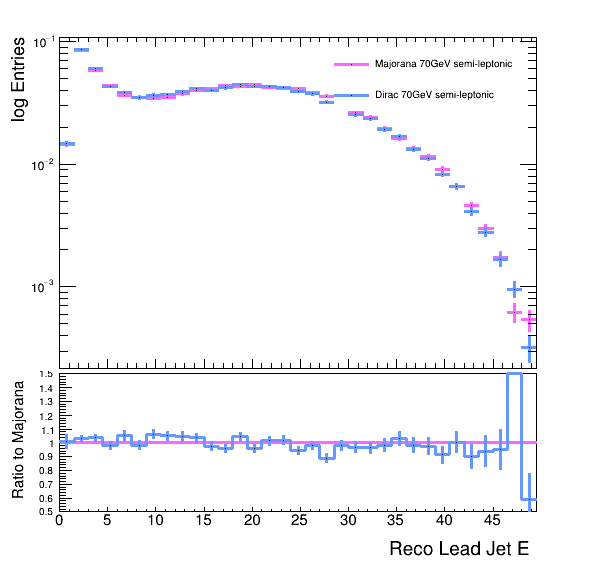 log Entries
10⁻¹
10⁻²
10⁻³
Majorana 70GeV semi-leptonic
Dirac 70GeV semi-leptonic
Ratio to Majorana
1.5
1.4
1.3
1.2
1.1
1
0.9
0.8
0.7
0.6
0.5
0 5 10 15 20 25 30 35 40 45
Reco Lead Jet E